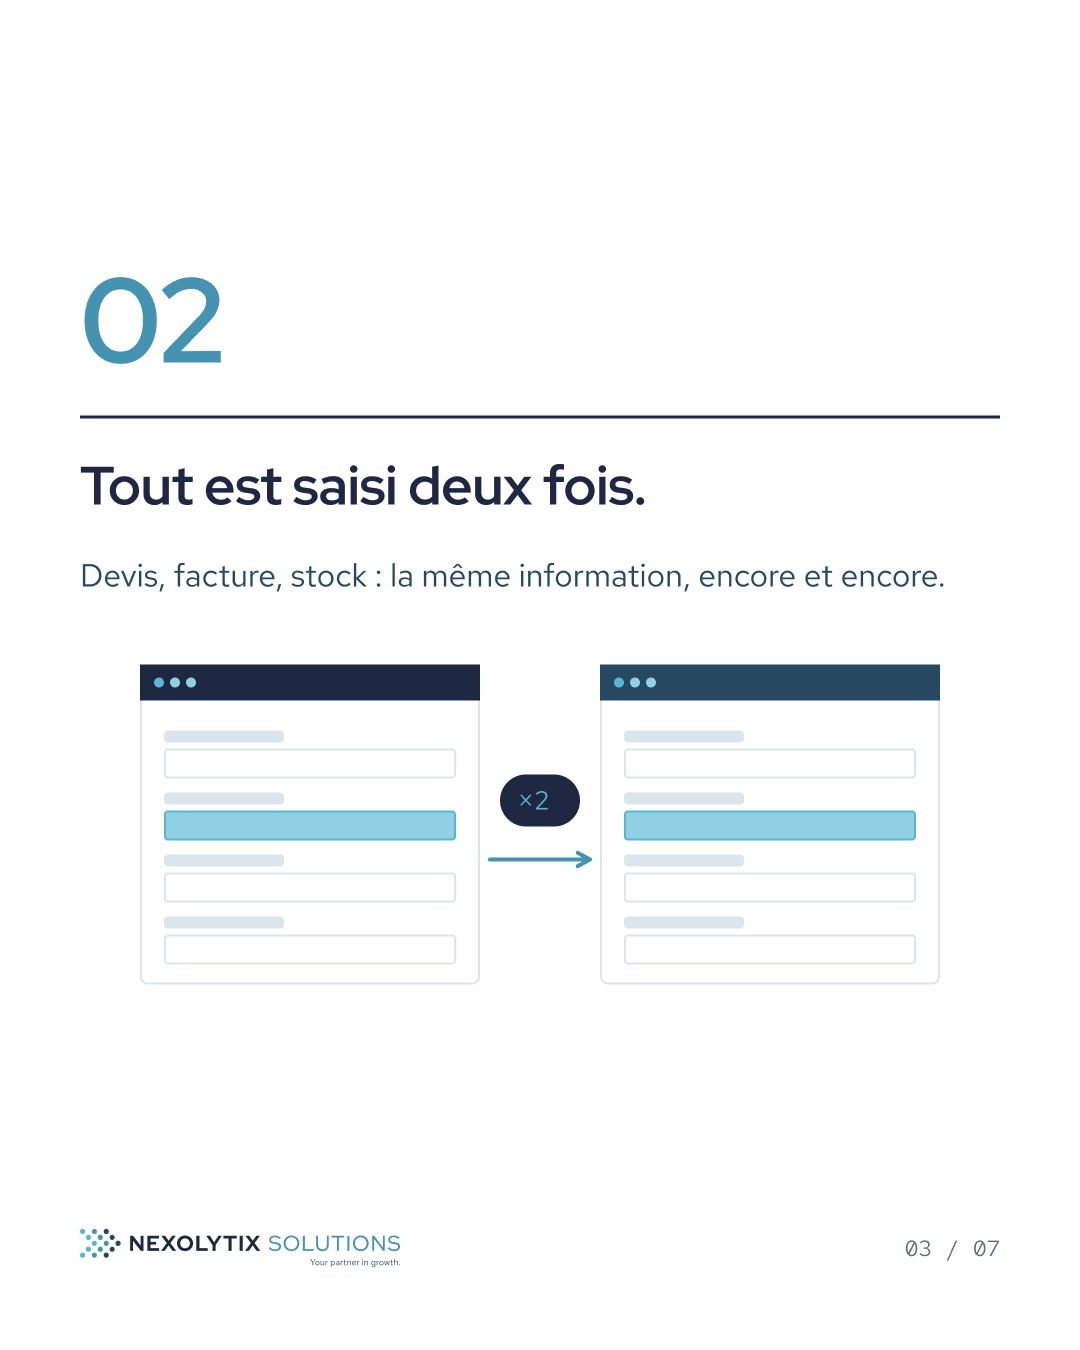 02
Tout est saisi deux fois.
Devis, facture, stock : la même information, encore et encore.
×2
NEXOLYTIX SOLUTIONS
Your partner in growth.
03 / 07